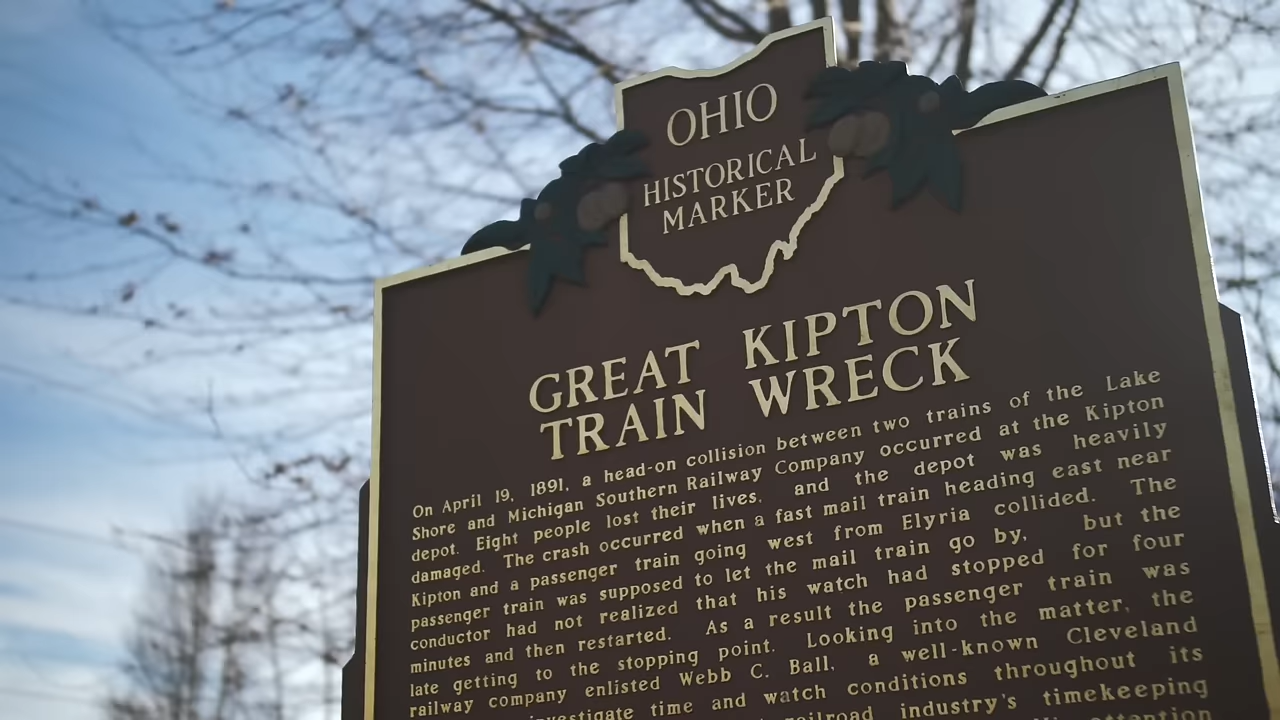 OHIO
HISTORICAL
MARKER
GREAT KIPTON
TRAIN WRECK
On April 19, 1891, a head-on collision between two trains of the Lake
Shore and Michigan Southern Railway Company occurred at the Kipton
depot. Eight people lost their lives, and the depot was heavily
damaged. The crash occurred when a fast mail train heading east near
Kipton and a passenger train going west from Elyria collided. The
passenger train was supposed to let the mail train go by, but the
conductor had not realized that his watch had stopped for four
minutes and then restarted. As a result the passenger train was
late getting to the stopping point. Looking into the matter, the
railway company enlisted Webb C. Ball, a well-known Cleveland
time and watch conditions throughout its
industry's timekeeping